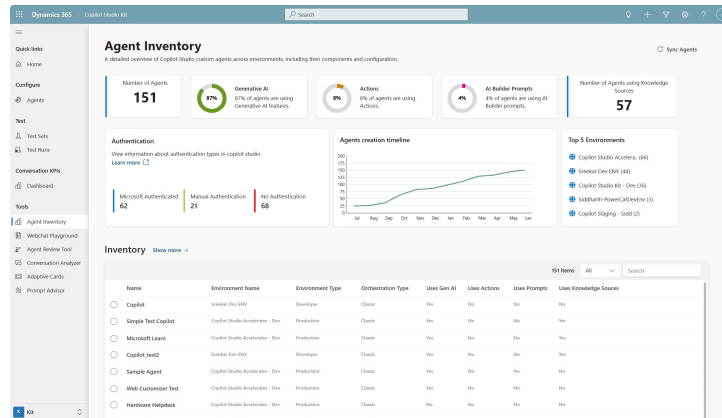 Dynamics 365 Copilot Studio Kit
Search
Quick links
Home
Configure
Agents
Test
Test Sets
Test Runs
Conversation KPIs
Dashboard
Tools
Agent Inventory
Webchat Playground
Agent Review Tool
Conversation Analyzer
Adaptive Cards
Prompt Advisor
K Kit
Agent Inventory
A detailed overview of Copilot Studio custom agents across environments, including their components and configuration.
Sync Agents
Number of Agents
151
87%
Generative AI
87% of agents are using
Generative AI features.
8%
Actions
8% of agents are using
Actions.
4%
AI Builder Prompts
4% of agents are using AI
Builder prompts.
Number of Agents using Knowledge
Sources
57
Authentication
View information about authentication types in copilot studio
Learn more
Microsoft Authenticated
62
Manual Authentication
21
No Authentication
68
Agents creation timeline
200
175
150
125
100
75
50
25
0
Jul Aug Sep Oct Nov Dec Jan Feb Mar Apr May Jun
Top 5 Environments
Copilot Studio Accelera.. (66)
Sreekar Dev ENV (44)
Copilot Studio Kit - Dev (36)
Siddharth-PowerCatDevEnv (3)
Copilot Staging - Sidd (2)
Inventory Show more →
151 items All Search
Name Environment Name Environment Type Orchestration Type Uses Gen AI Uses Actions Uses Prompts Uses Knowledge Souces
Copilot Sreekar Dev ENV Developer Classic Yes No No No
Simple Test Copilot Copilot Studio Accelerator - Dev Production Classic Yes No No Yes
Microsoft Learn Copilot Studio Accelerator - Dev Production Classic Yes No No Yes
Copilot_test2 Sreekar Dev ENV Developer Classic Yes No No No
Sample Agent Copilot Studio Accelerator - Dev Production Classic Yes No No Yes
Web Customizer Test Copilot Studio Accelerator - Dev Production Classic Yes No No No
Hardware Helpdesk Copilot Studio Accelerator - Dev Production Classic No No No No